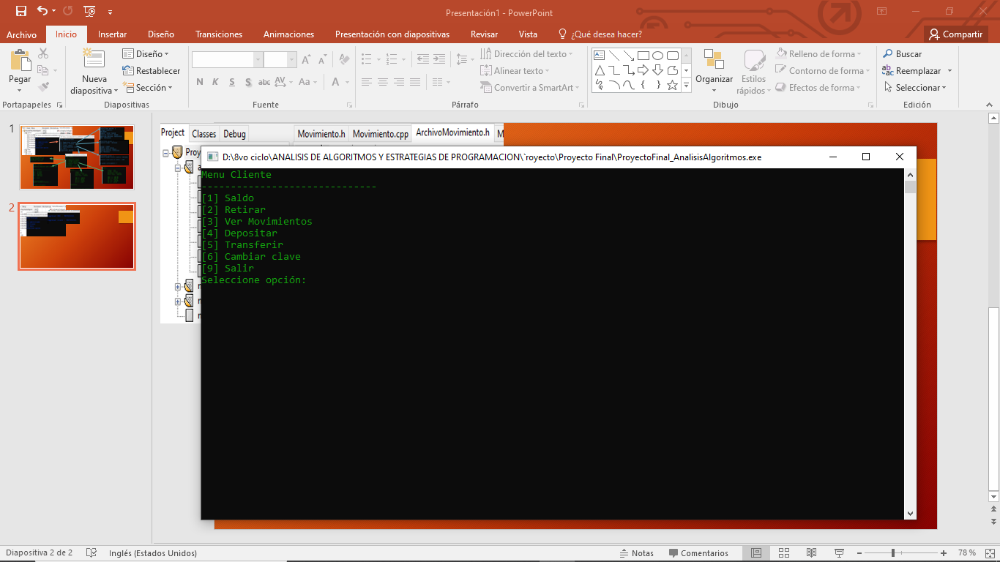 Presentación1 - PowerPoint
Archivo Inicio Insertar Diseño Transiciones Animaciones Presentación con diapositivas Revisar Vista ¿Qué desea hacer? Compartir
Pegar
Nueva diapositiva
Diseño
Restablecer
Sección
N K S S abc AV Aa A
Dirección del texto
Alinear texto
Convertir a SmartArt
Organizar
Estilos rápidos
Relleno de forma
Contorno de forma
Efectos de forma
Buscar
Reemplazar
Seleccionar
Portapapeles Diapositivas Fuente Párrafo Dibujo Edición
1
2
Project Classes Debug Movimiento.h Movimiento.cpp ArchivoMovimiento.h M
Proy
D:\8vo ciclo\ANALISIS DE ALGORITMOS Y ESTRATEGIAS DE PROGRAMACION\`royecto\Proyecto Final\ProyectoFinal_AnalisisAlgoritmos.exe
Menu Cliente
------------------------------
[1] Saldo
[2] Retirar
[3] Ver Movimientos
[4] Depositar
[5] Transferir
[6] Cambiar clave
[9] Salir
Seleccione opción:
Diapositiva 2 de 2 Inglés (Estados Unidos) Notas Comentarios 78 %